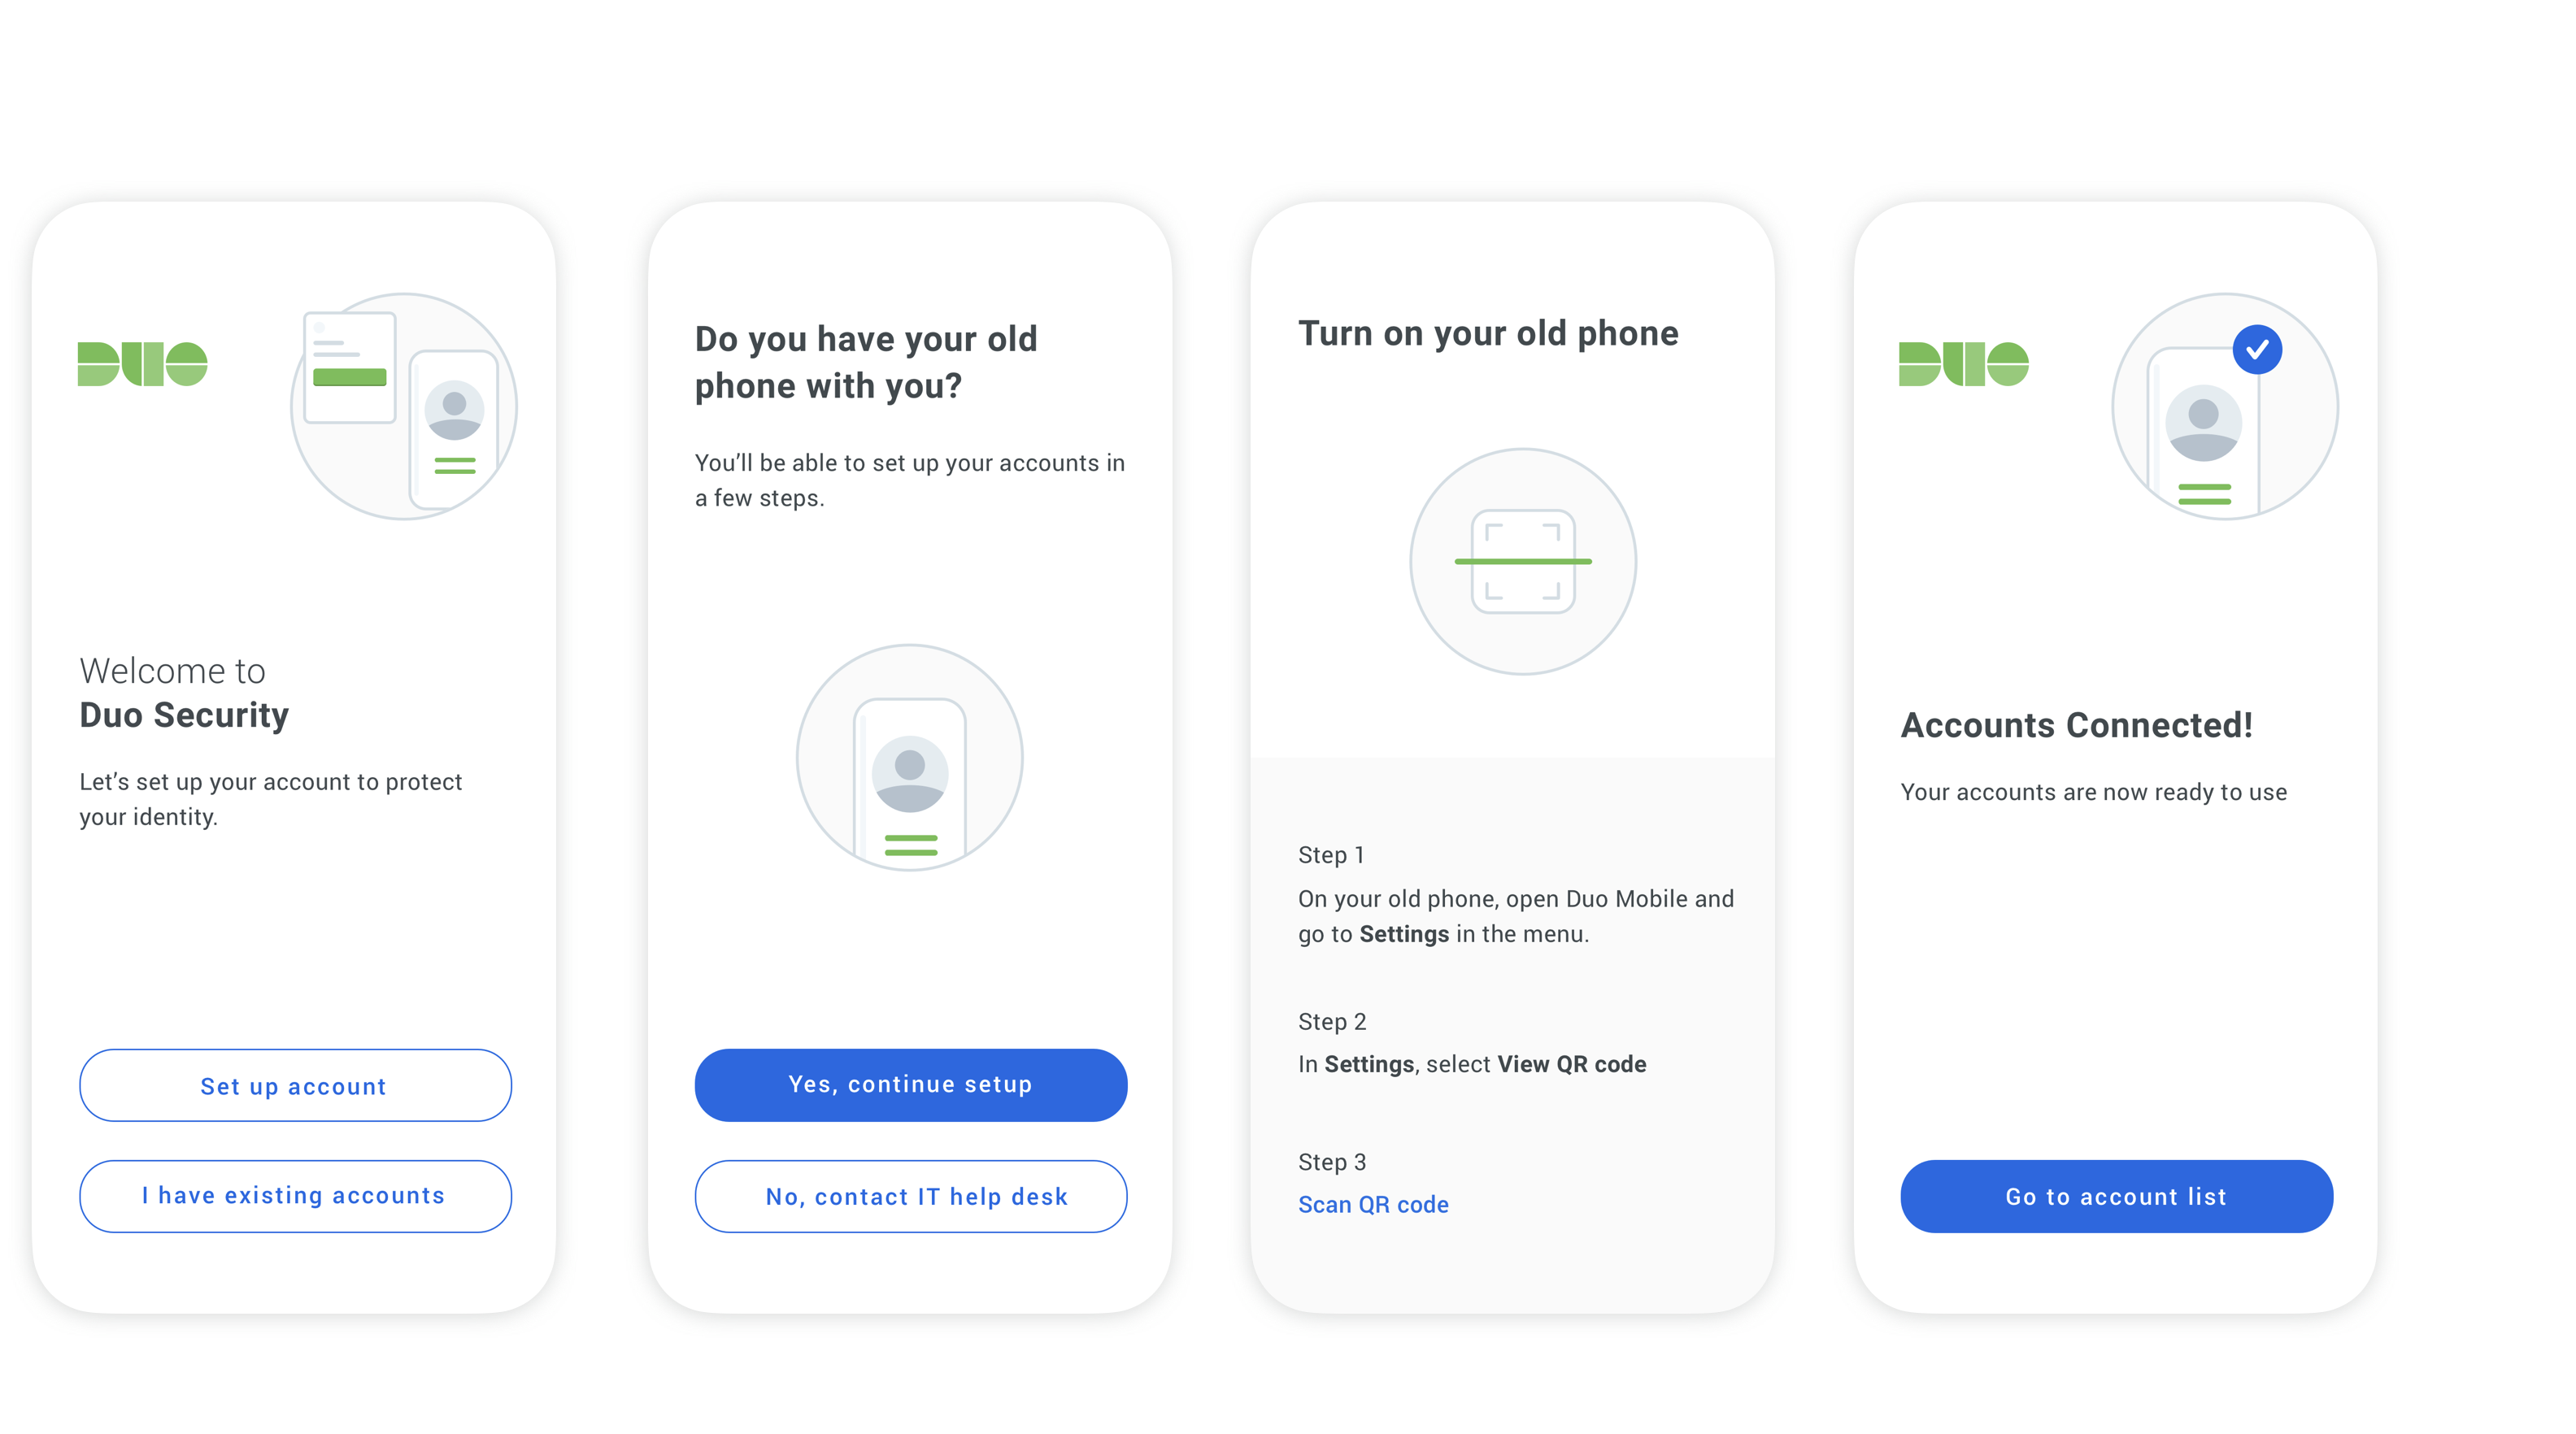 DUO
Welcome to
Duo Security
Let’s set up your account to protect
your identity.
Set up account
I have existing accounts
Do you have your old
phone with you?
You’ll be able to set up your accounts in
a few steps.
Yes, continue setup
No, contact IT help desk
Turn on your old phone
Step 1
On your old phone, open Duo Mobile and
go to Settings in the menu.
Step 2
In Settings, select View QR code
Step 3
Scan QR code
DUO
Accounts Connected!
Your accounts are now ready to use
Go to account list